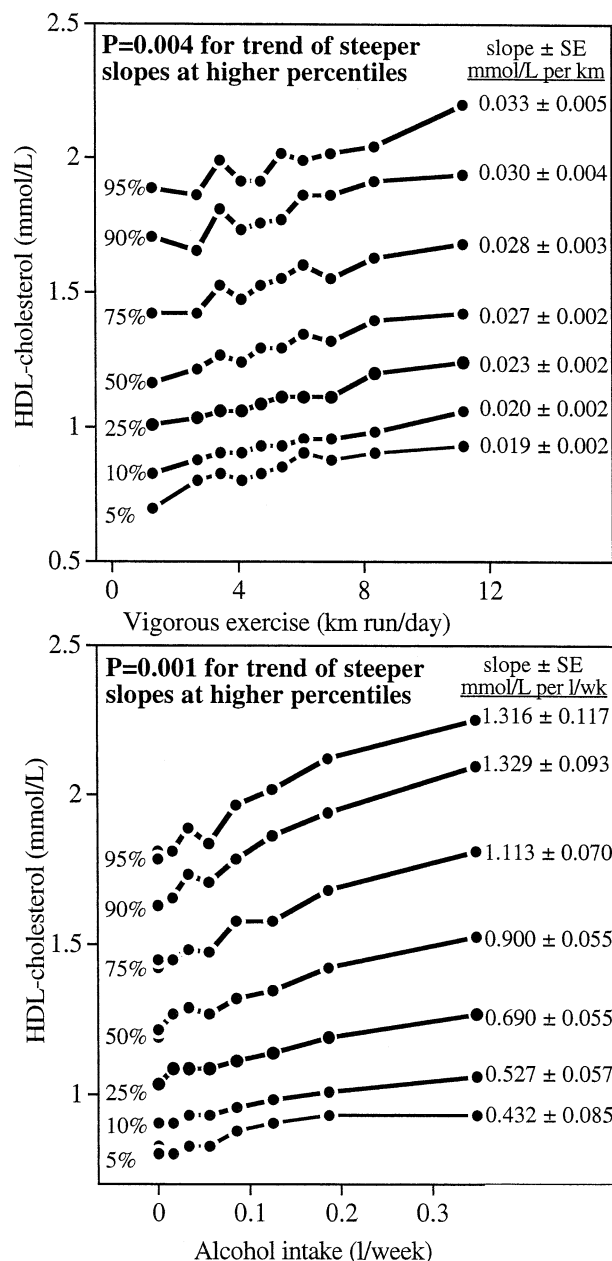 P=0.004 for trend of steeper
slopes at higher percentiles
slope ± SE
mmol/L per km
2.5
2
1.5
1
0.5
HDL-cholesterol (mmol/L)
95%
90%
75%
50%
25%
10%
5%
0.033 ± 0.005
0.030 ± 0.004
0.028 ± 0.003
0.027 ± 0.002
0.023 ± 0.002
0.020 ± 0.002
0.019 ± 0.002
0 4 8 12
Vigorous exercise (km run/day)
P=0.001 for trend of steeper
slopes at higher percentiles
slope ± SE
mmol/L per l/wk
2.5
2
1.5
1
HDL-cholesterol (mmol/L)
95%
90%
75%
50%
25%
10%
5%
1.316 ± 0.117
1.329 ± 0.093
1.113 ± 0.070
0.900 ± 0.055
0.690 ± 0.055
0.527 ± 0.057
0.432 ± 0.085
0 0.1 0.2 0.3
Alcohol intake (l/week)